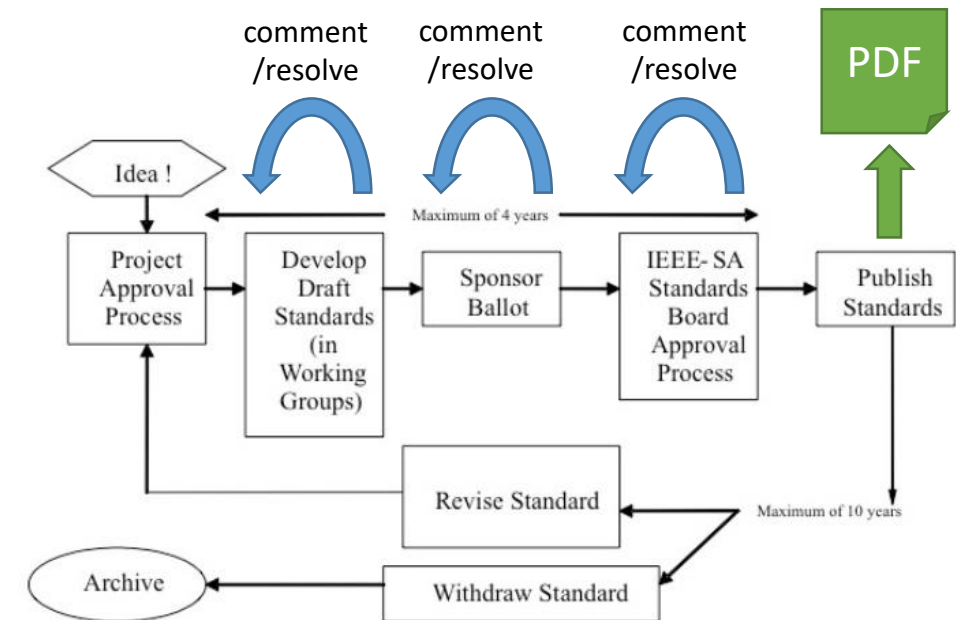 comment
/resolve
comment
/resolve
comment
/resolve
PDF
Idea !
Maximum of 4 years
Project
Approval
Process
Develop
Draft
Standards
(in
Working
Groups)
Sponsor
Ballot
IEEE- SA
Standards
Board
Approval
Process
Publish
Standards
Revise Standard
Maximum of 10 years
Archive
Withdraw Standard